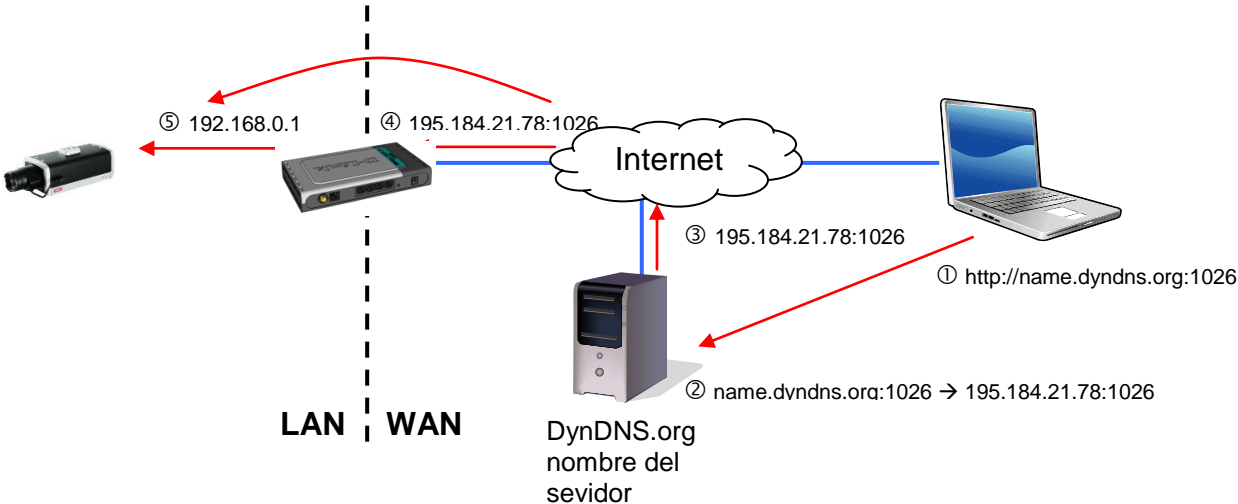 ⑤ 192.168.0.1
④ 195.184.21.78:1026
D-Link
Internet
③ 195.184.21.78:1026
① http://name.dyndns.org:1026
② name.dyndns.org:1026 → 195.184.21.78:1026
LAN
WAN
DynDNS.org
nombre del
sevidor